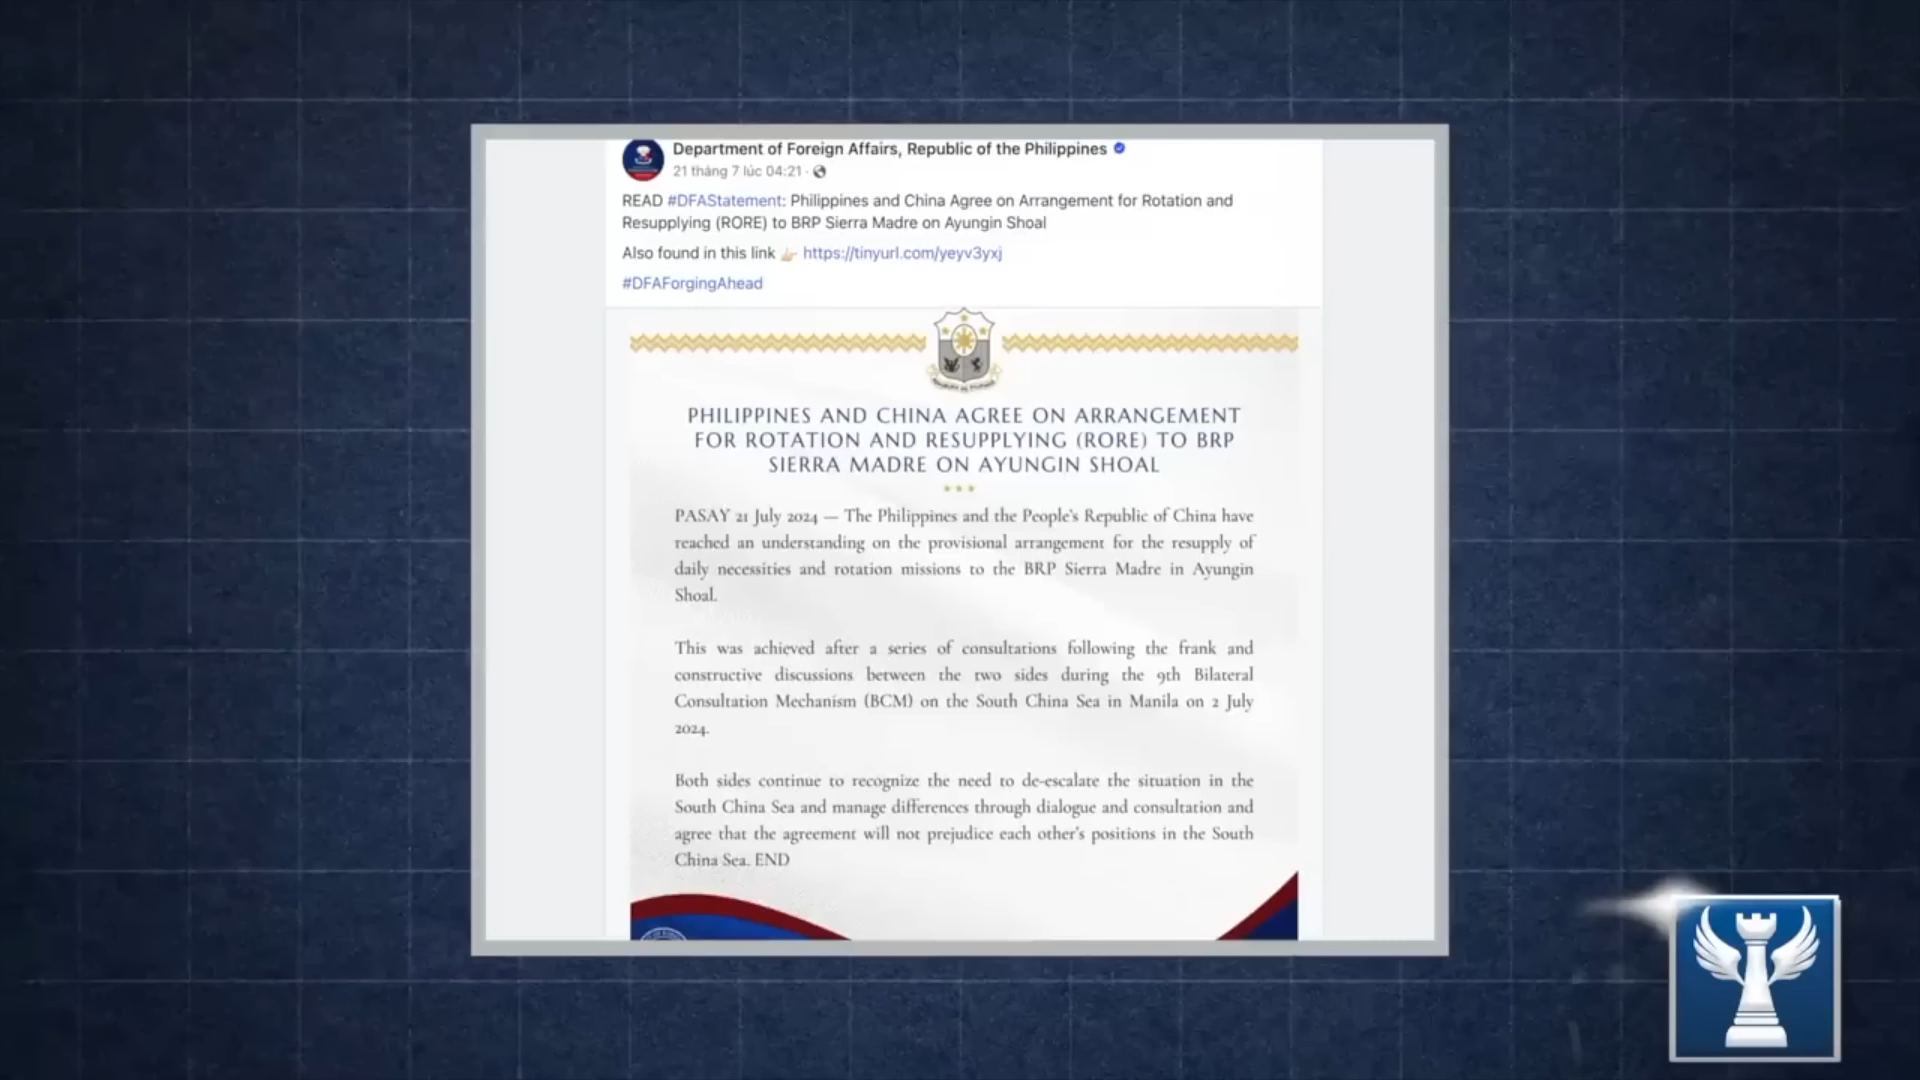 Department of Foreign Affairs, Republic of the Philippines
21 tháng 7 lúc 04:21 ·
READ #DFAStatement: Philippines and China Agree on Arrangement for Rotation and
Resupplying (RORE) to BRP Sierra Madre on Ayungin Shoal
Also found in this link 👉🏻 https://tinyurl.com/yeyv3yxj
#DFAForgingAhead
PHILIPPINES AND CHINA AGREE ON ARRANGEMENT
FOR ROTATION AND RESUPPLYING (RORE) TO BRP
SIERRA MADRE ON AYUNGIN SHOAL
PASAY 21 July 2024 — The Philippines and the People's Republic of China have
reached an understanding on the provisional arrangement for the resupply of
daily necessities and rotation missions to the BRP Sierra Madre in Ayungin
Shoal.
This was achieved after a series of consultations following the frank and
constructive discussions between the two sides during the 9th Bilateral
Consultation Mechanism (BCM) on the South China Sea in Manila on 2 July
2024.
Both sides continue to recognize the need to de-escalate the situation in the
South China Sea and manage differences through dialogue and consultation and
agree that the agreement will not prejudice each other's positions in the South
China Sea. END